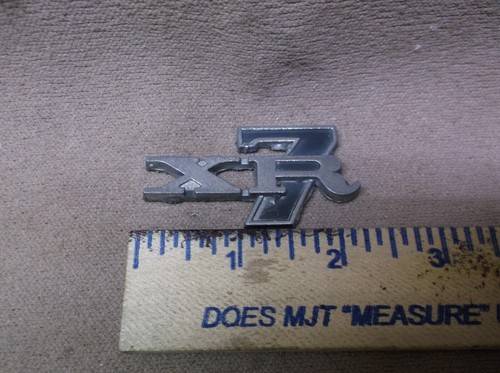 XR7
1 2 3
DOES MJT "MEASURE"